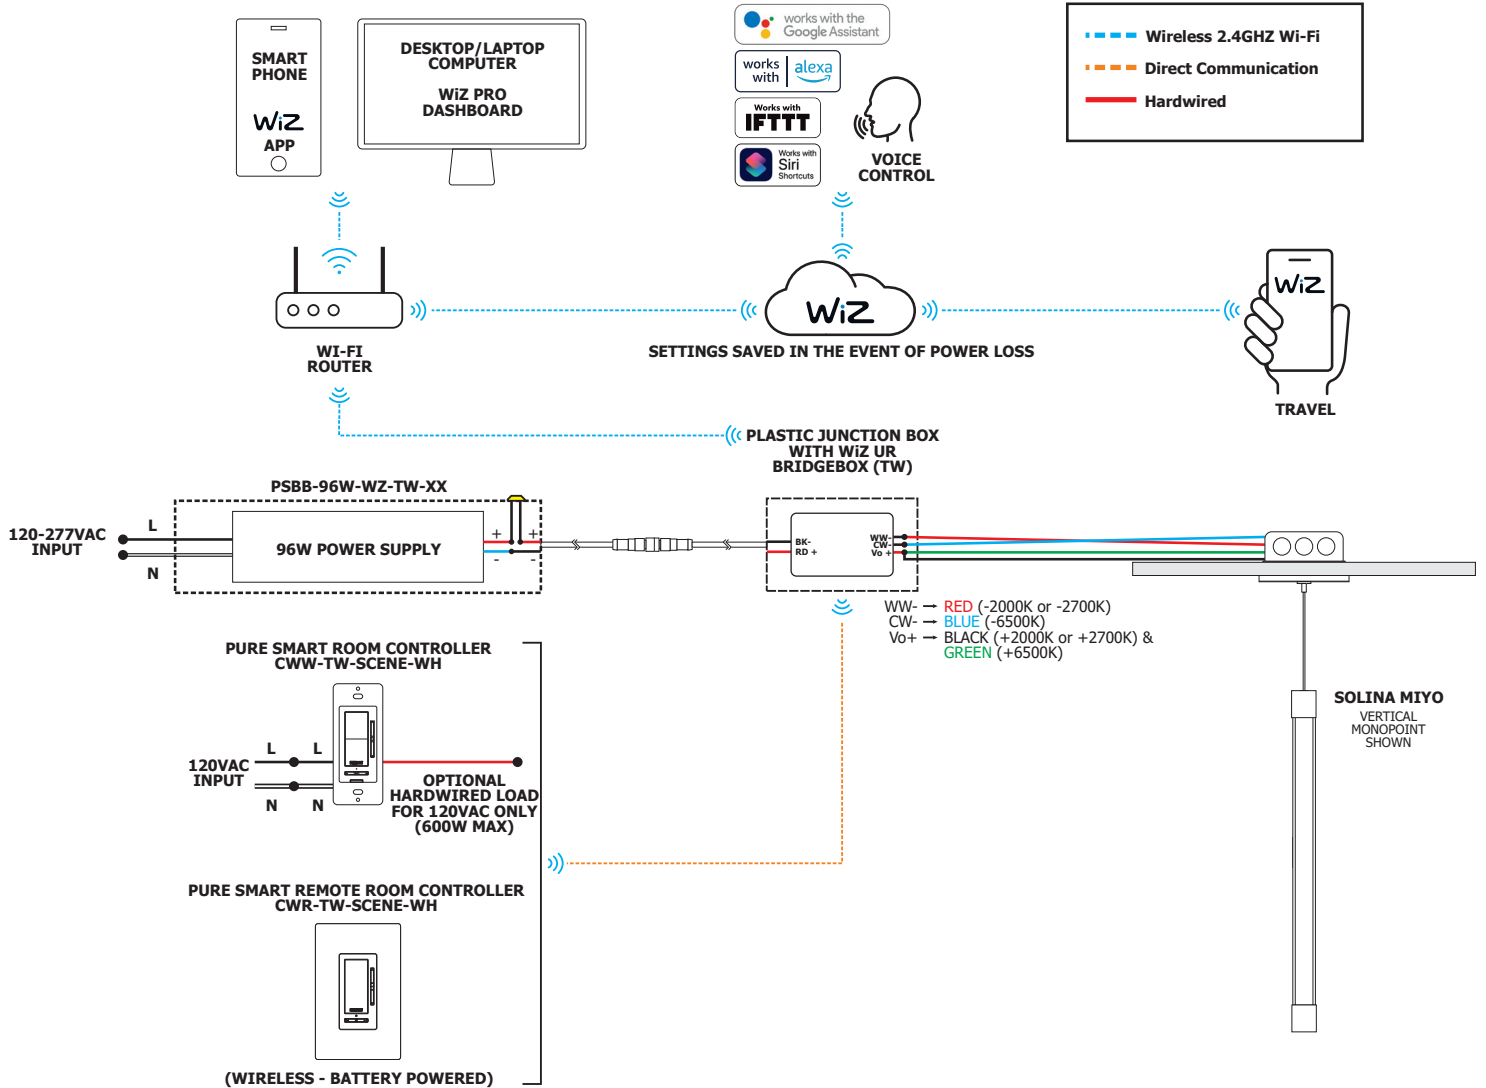 SMART
PHONE
WiZ
APP
DESKTOP/LAPTOP
COMPUTER
WiZ PRO
DASHBOARD
works with the
Google Assistant
works
with
alexa
Works with
IFTTT
Works with
Siri
Shortcuts
VOICE
CONTROL
Wireless 2.4GHZ Wi-Fi
Direct Communication
Hardwired
WI-FI
ROUTER
WiZ
SETTINGS SAVED IN THE EVENT OF POWER LOSS
WiZ
TRAVEL
PLASTIC JUNCTION BOX
WITH WiZ UR
BRIDGEBOX (TW)
PSBB-96W-WZ-TW-XX
120-277VAC
INPUT
L
N
96W POWER SUPPLY
+ +
- -
BK-
RD +
WW-
CW-
Vo +
WW- → RED (-2000K or -2700K)
CW- → BLUE (-6500K)
Vo+ → BLACK (+2000K or +2700K) &
GREEN (+6500K)
PURE SMART ROOM CONTROLLER
CWW-TW-SCENE-WH
120VAC
INPUT
L L
N N
OPTIONAL
HARDWIRED LOAD
FOR 120VAC ONLY
(600W MAX)
PURE SMART REMOTE ROOM CONTROLLER
CWR-TW-SCENE-WH
(WIRELESS - BATTERY POWERED)
SOLINA MIYO
VERTICAL
MONOPOINT
SHOWN